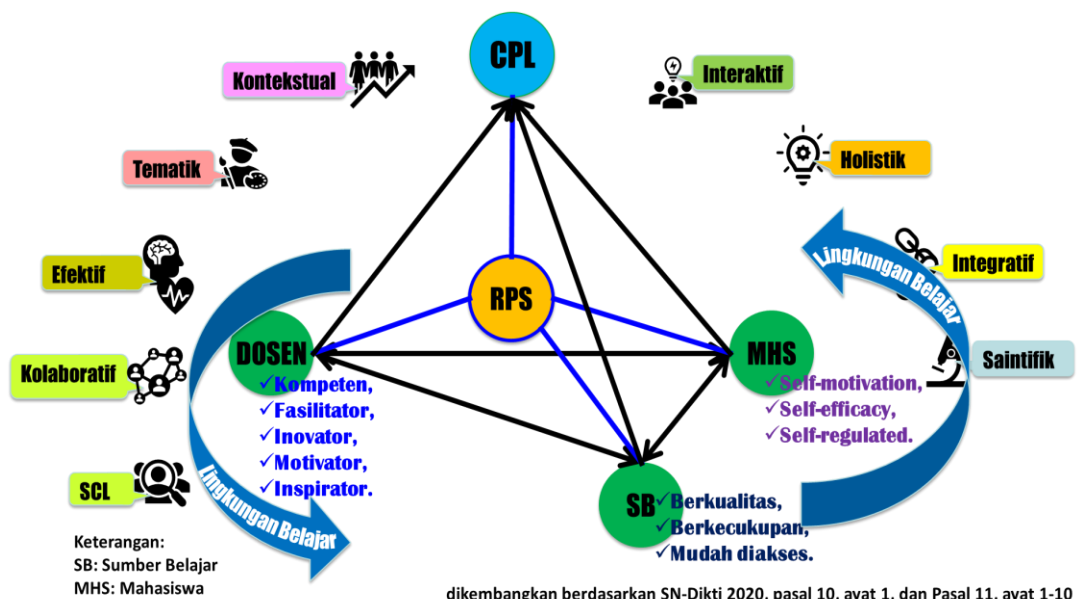 CPL
Kontekstual
Interaktif
Tematik
Holistik
Efektif
Integratif
Lingkungan Belajar
RPS
DOSEN
MHS
Kolaboratif
Saintifik
✓Kompeten,
✓Fasilitator,
✓Inovator,
✓Motivator,
✓Inspirator.
✓Self-motivation,
✓Self-efficacy,
✓Self-regulated.
SCL
Lingkungan Belajar
SB
✓Berkualitas,
✓Berkecukupan,
✓Mudah diakses.
Keterangan:
SB: Sumber Belajar
MHS: Mahasiswa
dikembangkan berdasarkan SN-Dikti 2020, pasal 10, ayat 1, dan Pasal 11, ayat 1-10